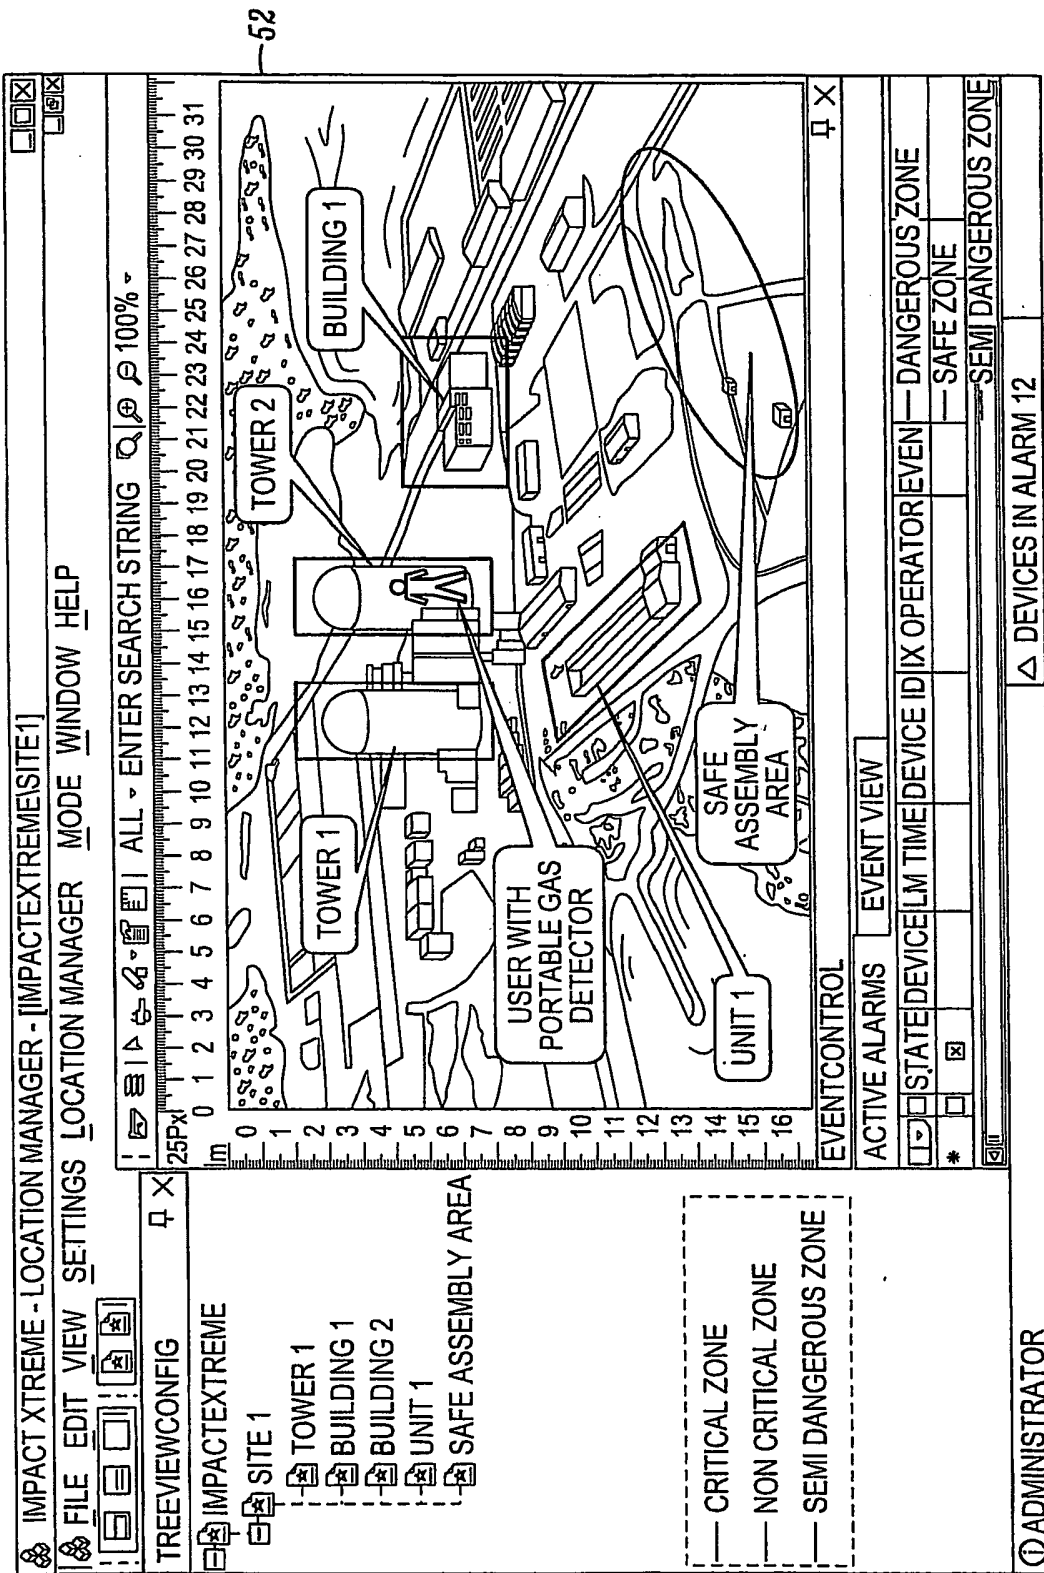 IMPACT XTREME - LOCATION MANAGER - [IMPACTEXTREME\SITE1]
FILE EDIT VIEW SETTINGS LOCATION MANAGER MODE WINDOW HELP
ALL - ENTER SEARCH STRING 100%
TREEVIEWCONFIG
IMPACTEXTREME
SITE 1
TOWER 1
BUILDING 1
BUILDING 2
UNIT 1
SAFE ASSEMBLY AREA
CRITICAL ZONE
NON CRITICAL ZONE
SEMI DANGEROUS ZONE
25Px
0 1 2 3 4 5 6 7 8 9 10 11 12 13 14 15 16 17 18 19 20 21 22 23 24 25 26 27 28 29 30 31
lm
0
1
2
3
4
5
6
7
8
9
10
11
12
13
14
15
16
52
TOWER 1
TOWER 2
BUILDING 1
USER WITH
PORTABLE GAS
DETECTOR
UNIT 1
SAFE
ASSEMBLY
AREA
EVENTCONTROL
ACTIVE ALARMS EVENT VIEW
STATE DEVICE LM TIME DEVICE ID IX OPERATOR EVEN
*
DANGEROUS ZONE
SAFE ZONE
SEMI DANGEROUS ZONE
ADMINISTRATOR
DEVICES IN ALARM 12